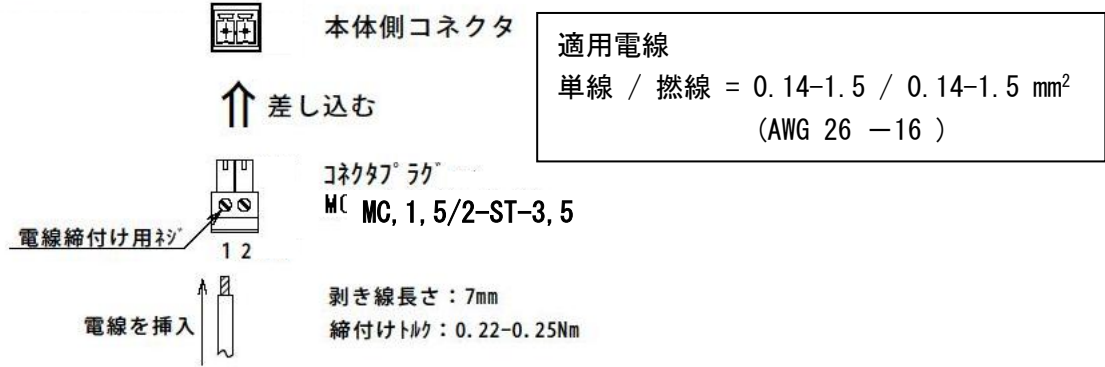 本体側コネクタ
適用電線
単線 / 撚線 = 0.14-1.5 / 0.14-1.5 mm²
(AWG 26 －16 )
差し込む
ｺﾈｸﾀﾌﾟﾗｸﾞ
MC, 1, 5/2-ST-3, 5
電線締付け用ﾈｼﾞ
1 2
剥き線長さ：7mm
電線を挿入
締付けﾄﾙｸ：0.22-0.25Nm